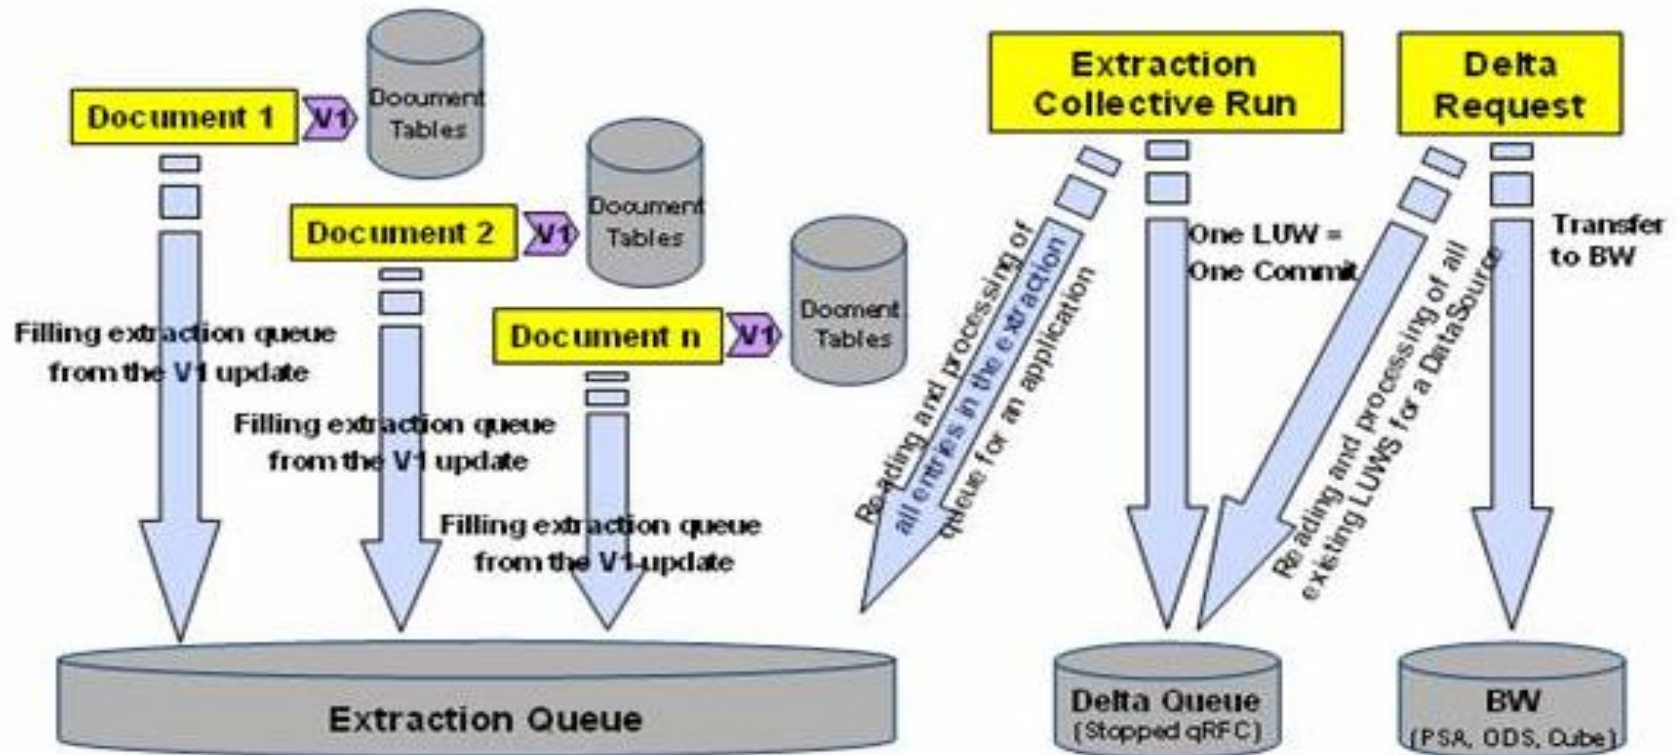 Document 1
V1
Document
Tables
Document 2
V1
Document
Tables
Document n
V1
Dooment
Tables
Filling extraction queue
from the V1 update
Filling extraction queue
from the V1 update
Filling extraction queue
from the V1 update
Extraction Queue
Extraction
Collective Run
Delta
Request
Reading and processing of
all entries in the extraction
queue for an application
One LUW =
One Commit
Reading and processing of all
existing LUWS for a DataSource
Transfer
to BW
Delta Queue
(Stopped qRFC)
BW
(PSA, ODS, Cube)